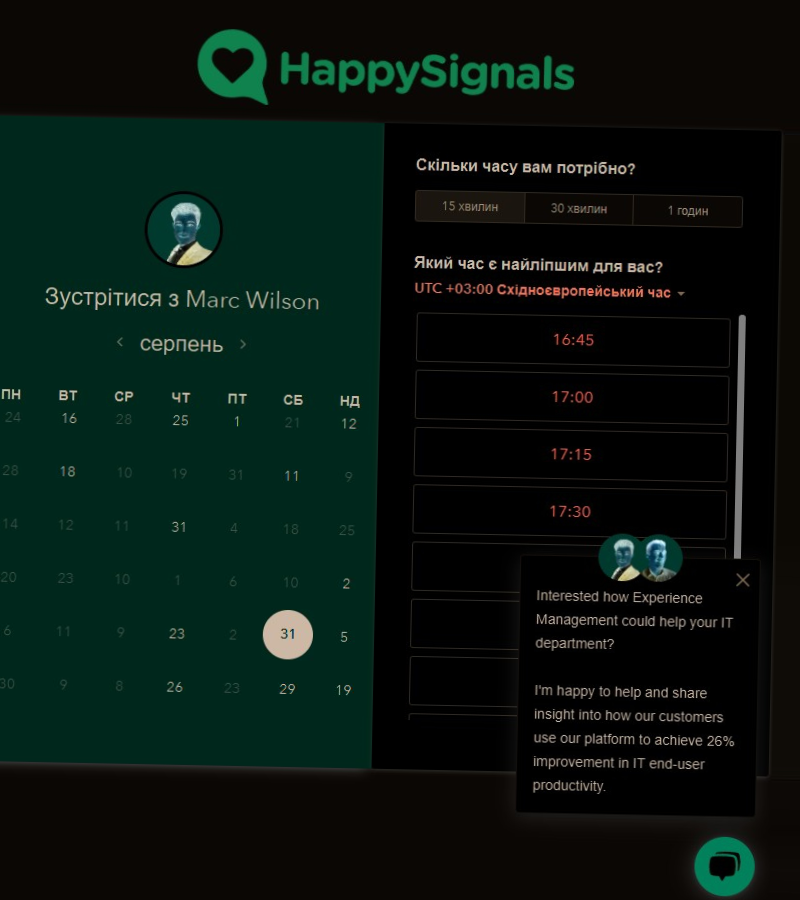 HappySignals
Зустрітися з Marc Wilson
серпень
ПН ВТ СР ЧТ ПТ СБ НД
24 16 28 25 1 21 12
28 18 10 19 31 11 9
14 12 11 31 4 18 25
20 23 10 1 6 10 2
6 11 9 23 2 31 5
30 9 8 26 23 29 19
Скільки часу вам потрібно?
15 хвилин 30 хвилин 1 годин
Який час є найліпшим для вас?
UTC +03:00 Східноєвропейський час
16:45
17:00
17:15
17:30
Interested how Experience
Management could help your IT
department?
I'm happy to help and share
insight into how our customers
use our platform to achieve 26%
improvement in IT end-user
productivity.